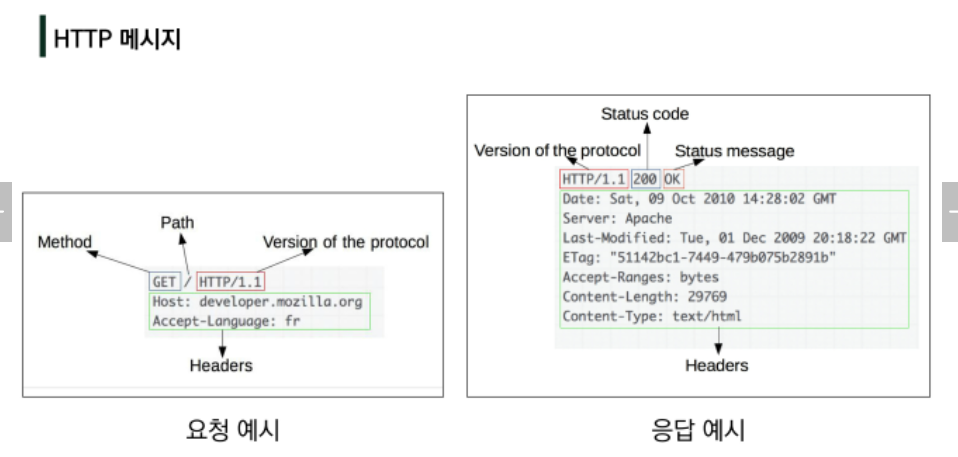 HTTP 메시지
Method
Path
Version of the protocol
GET / HTTP/1.1
Host: developer.mozilla.org
Accept-Language: fr
Headers
요청 예시
Status code
Version of the protocol
Status message
HTTP/1.1 200 OK
Date: Sat, 09 Oct 2010 14:28:02 GMT
Server: Apache
Last-Modified: Tue, 01 Dec 2009 20:18:22 GMT
ETag: "51142bc1-7449-479b075b2891b"
Accept-Ranges: bytes
Content-Length: 29769
Content-Type: text/html
Headers
응답 예시